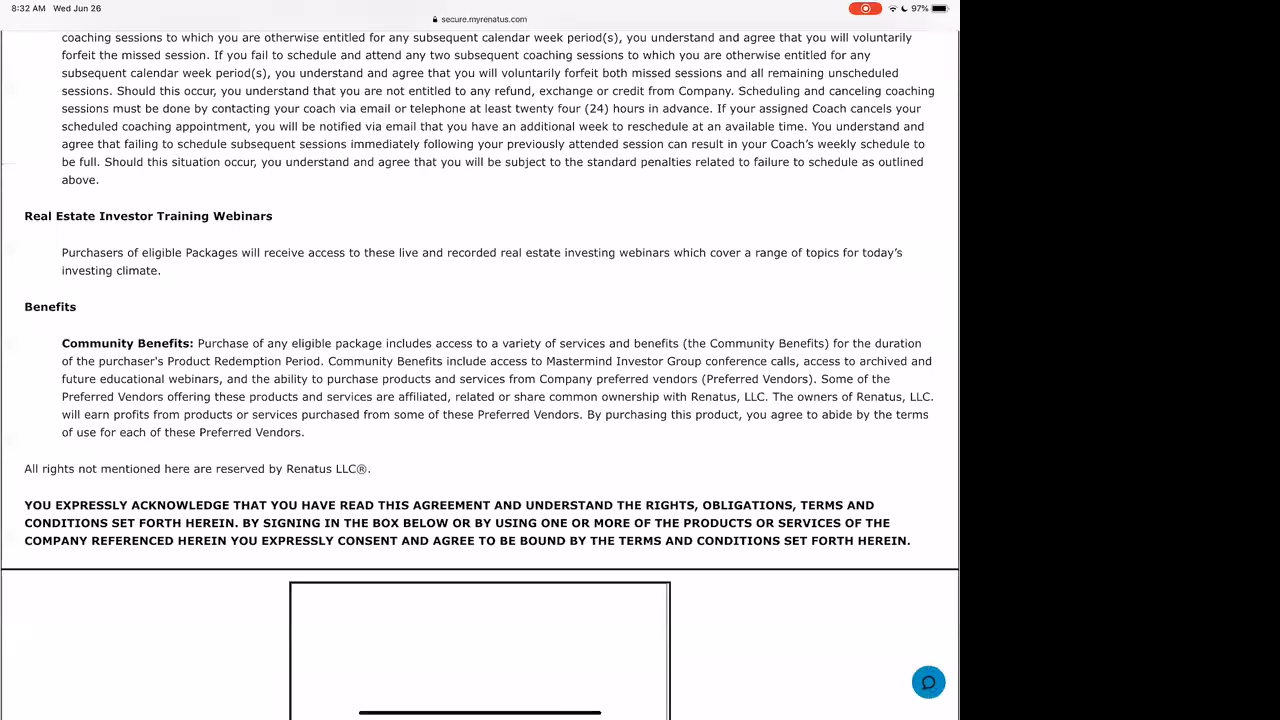 8:32 AM Wed Jun 26
97%
secure.myrenatus.com
coaching sessions to which you are otherwise entitled for any subsequent calendar week period(s), you understand and agree that you will voluntarily
forfeit the missed session. If you fail to schedule and attend any two subsequent coaching sessions to which you are otherwise entitled for any
subsequent calendar week period(s), you understand and agree that you will voluntarily forfeit both missed sessions and all remaining unscheduled
sessions. Should this occur, you understand that you are not entitled to any refund, exchange or credit from Company. Scheduling and canceling coaching
sessions must be done by contacting your coach via email or telephone at least twenty four (24) hours in advance. If your assigned Coach cancels your
scheduled coaching appointment, you will be notified via email that you have an additional week to reschedule at an available time. You understand and
agree that failing to schedule subsequent sessions immediately following your previously attended session can result in your Coach's weekly schedule to
be full. Should this situation occur, you understand and agree that you will be subject to the standard penalties related to failure to schedule as outlined
above.
Real Estate Investor Training Webinars
Purchasers of eligible Packages will receive access to these live and recorded real estate investing webinars which cover a range of topics for today's
investing climate.
Benefits
Community Benefits: Purchase of any eligible package includes access to a variety of services and benefits (the Community Benefits) for the duration
of the purchaser's Product Redemption Period. Community Benefits include access to Mastermind Investor Group conference calls, access to archived and
future educational webinars, and the ability to purchase products and services from Company preferred vendors (Preferred Vendors). Some of the
Preferred Vendors offering these products and services are affiliated, related or share common ownership with Renatus, LLC. The owners of Renatus, LLC.
will earn profits from products or services purchased from some of these Preferred Vendors. By purchasing this product, you agree to abide by the terms
of use for each of these Preferred Vendors.
All rights not mentioned here are reserved by Renatus LLC®.
YOU EXPRESSLY ACKNOWLEDGE THAT YOU HAVE READ THIS AGREEMENT AND UNDERSTAND THE RIGHTS, OBLIGATIONS, TERMS AND
CONDITIONS SET FORTH HEREIN. BY SIGNING IN THE BOX BELOW OR BY USING ONE OR MORE OF THE PRODUCTS OR SERVICES OF THE
COMPANY REFERENCED HEREIN YOU EXPRESSLY CONSENT AND AGREE TO BE BOUND BY THE TERMS AND CONDITIONS SET FORTH HEREIN.